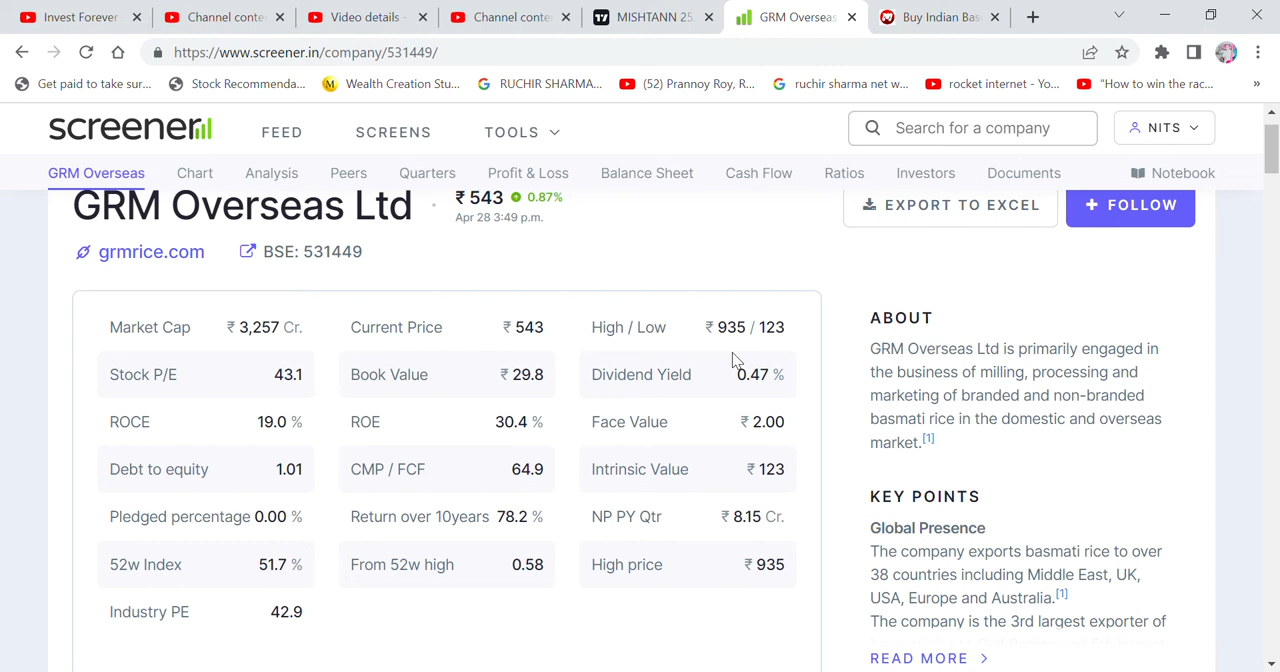 Invest Forever
Channel conte
Video details -
Channel conte
MISHTANN 25.
GRM Overseas
Buy Indian Bas
https://www.screener.in/company/531449/
Get paid to take sur...
Stock Recommenda...
Wealth Creation Stu...
RUCHIR SHARMA...
(52) Prannoy Roy, R...
ruchir sharma net w...
rocket internet - Yo...
"How to win the rac...
»
screener
FEED
SCREENS
TOOLS
Search for a company
NITS
GRM Overseas
Chart
Analysis
Peers
Quarters
Profit & Loss
Balance Sheet
Cash Flow
Ratios
Investors
Documents
Notebook
GRM Overseas Ltd
₹ 543
0.87%
Apr 28 3:49 p.m.
EXPORT TO EXCEL
+ FOLLOW
grmrice.com
BSE: 531449
Market Cap ₹ 3,257 Cr.
Current Price ₹ 543
High / Low ₹ 935 / 123
Stock P/E 43.1
Book Value ₹ 29.8
Dividend Yield 0.47 %
ROCE 19.0 %
ROE 30.4 %
Face Value ₹ 2.00
Debt to equity 1.01
CMP / FCF 64.9
Intrinsic Value ₹ 123
Pledged percentage 0.00 %
Return over 10years 78.2 %
NP PY Qtr ₹ 8.15 Cr.
52w Index 51.7 %
From 52w high 0.58
High price ₹ 935
Industry PE 42.9
ABOUT
GRM Overseas Ltd is primarily engaged in
the business of milling, processing and
marketing of branded and non-branded
basmati rice in the domestic and overseas
market.[1]
KEY POINTS
Global Presence
The company exports basmati rice to over
38 countries including Middle East, UK,
USA, Europe and Australia.[1]
The company is the 3rd largest exporter of
READ MORE